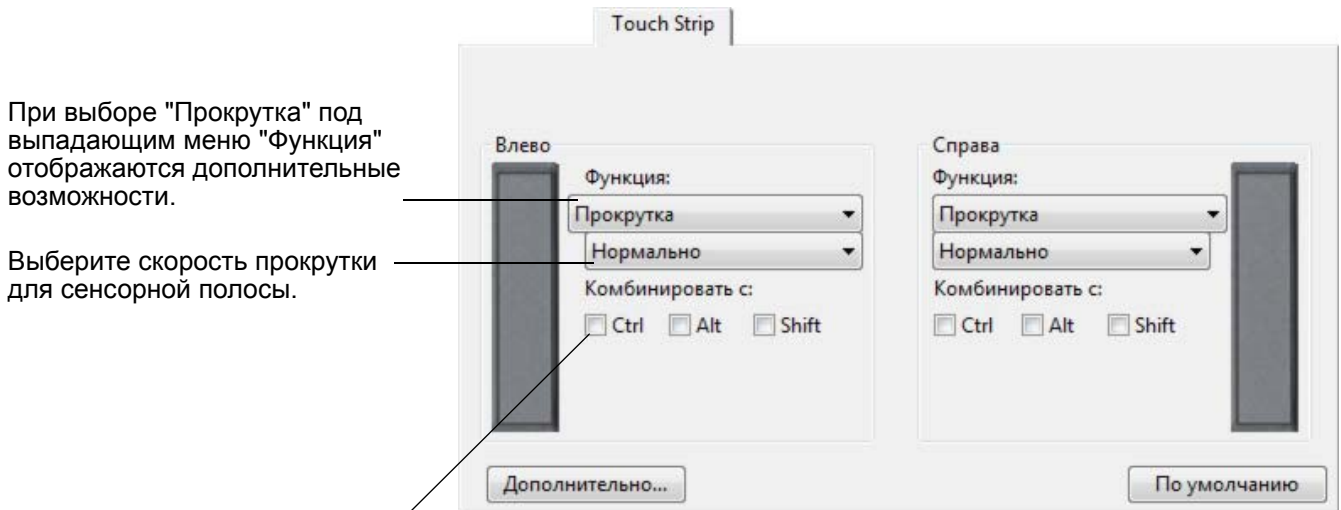 Touch Strip
При выборе "Прокрутка" под
выпадающим меню "Функция"
отображаются дополнительные
возможности.
Выберите скорость прокрутки
для сенсорной полосы.
Влево
Функция:
Прокрутка
Нормально
Комбинировать с:
Ctrl Alt Shift
Справа
Функция:
Прокрутка
Нормально
Комбинировать с:
Ctrl Alt Shift
Дополнительно...
По умолчанию